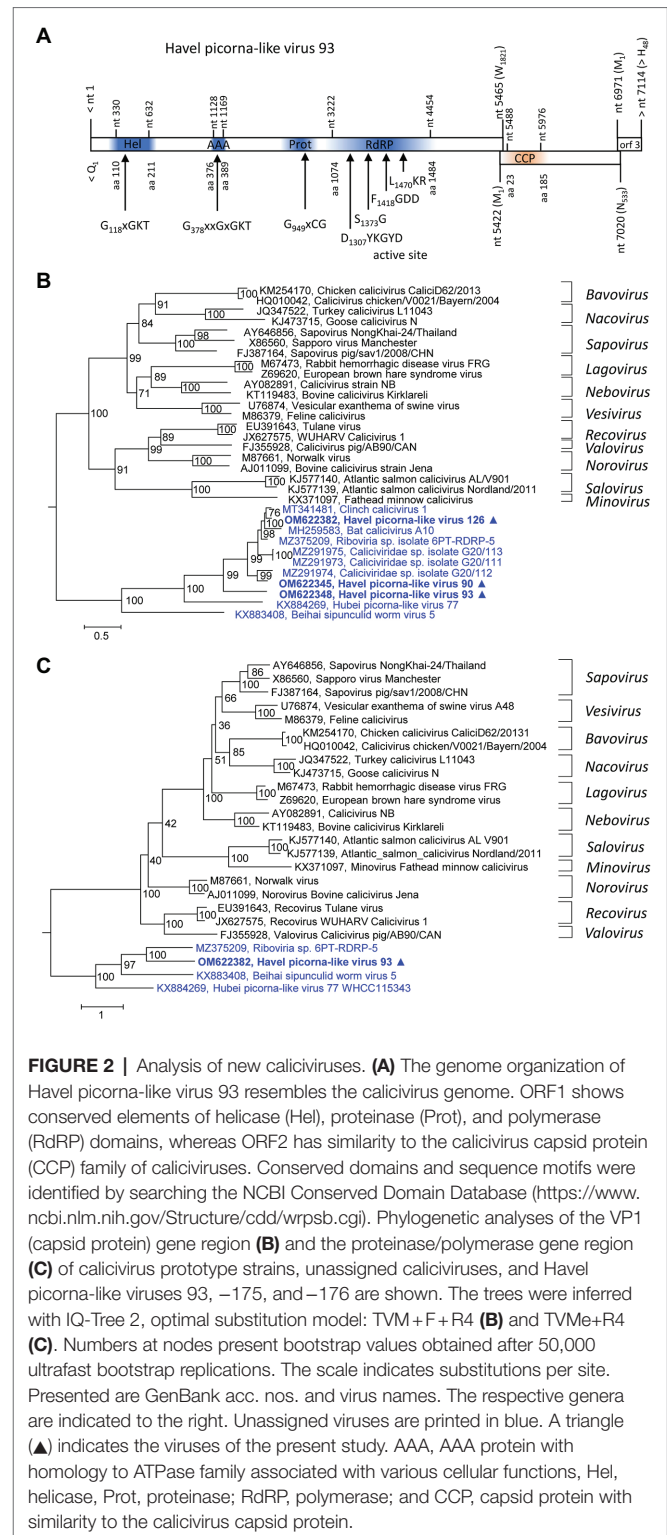 A
Havel picorna-like virus 93
< nt 1
nt 330
nt 632
nt 1128
nt 1169
nt 3222
nt 4454
nt 5465 (W1821)
nt 5488
nt 5976
nt 6971 (M1)
nt 7114 (> H48)
Hel
AAA
Prot
RdRP
CCP
orf 3
< Q1
aa 110
aa 211
aa 376
aa 389
aa 1074
aa 1484
nt 5422 (M1)
aa 23
aa 185
nt 7020 (N533)
G118xGKT
G378xxGxGKT
G949xCG
L1470KR
F1418GDD
S1373G
D1307YKGYD
active site
B
100 KM254170, Chicken calicivirus CaliciD62/2013
HQ010042, Calicivirus chicken/V0021/Bayern/2004
Bavovirus
91
100 JQ347522, Turkey calicivirus L11043
KJ473715, Goose calicivirus N
Nacovirus
84
98 AY646856, Sapovirus NongKhai-24/Thailand
100 X86560, Sapporo virus Manchester
FJ387164, Sapovirus pig/sav1/2008/CHN
Sapovirus
99
100 M67473, Rabbit hemorrhagic disease virus FRG
Z69620, European brown hare syndrome virus
Lagovirus
89
AY082891, Calicivirus strain NB
100 KT119483, Bovine calicivirus Kirklareli
Nebovirus
71
U76874, Vesicular exanthema of swine virus
100 M86379, Feline calicivirus
Vesivirus
100
EU391643, Tulane virus
100 JX627575, WUHARV Calicivirus 1
Recovirus
89
99 FJ355928, Calicivirus pig/AB90/CAN
Valovirus
M87661, Norwalk virus
100 AJ011099, Bovine calicivirus strain Jena
Norovirus
91
KJ577140, Atlantic salmon calicivirus AL/V901
100 KJ577139, Atlantic salmon calicivirus Nordland/2011
Salovirus
100 KX371097, Fathead minnow calicivirus
Minovirus
76 MT341481, Clinch calicivirus 1
100 OM622382, Havel picorna-like virus 126 ▲
98 MH259583, Bat calicivirus A10
MZ375209, Riboviria sp. isolate 6PT-RDRP-5
100 MZ291975, Caliciviridae sp. isolate G20/113
MZ291973, Caliciviridae sp. isolate G20/111
99
99 MZ291974, Caliciviridae sp. isolate G20/112
OM622345, Havel picorna-like virus 90 ▲
99 OM622348, Havel picorna-like virus 93 ▲
100 KX884269, Hubei picorna-like virus 77
100 KX883408, Beihai sipunculid worm virus 5
0.5
C
86 AY646856, Sapovirus NongKhai-24/Thailand
100 X86560, Sapporo virus Manchester
FJ387164, Sapovirus pig/sav1/2008/CHN
Sapovirus
66
U76874, Vesicular exanthema of swine virus A48
100 M86379, Feline calicivirus
Vesivirus
36
100 KM254170, Chicken calicivirus CaliciD62/20131
HQ010042, Calicivirus chicken/V0021/Bayern/2004
Bavovirus
51
85
100 JQ347522, Turkey calicivirus L11043
KJ473715, Goose calicivirus N
Nacovirus
100 M67473, Rabbit hemorrhagic disease virus FRG
Z69620, European brown hare syndrome virus
Lagovirus
100
AY082891, Calicivirus NB
100 KT119483, Bovine calicivirus Kirklareli
Nebovirus
42
KJ577140, Atlantic salmon calicivirus AL V901
100 KJ577139, Atlantic_salmon_calicivirus Nordland/2011
Salovirus
100 KX371097, Minovirus Fathead minnow calicivirus
Minovirus
40
M87661, Norwalk virus
100 AJ011099, Norovirus Bovine calicivirus Jena
Norovirus
100
EU391643, Recovirus Tulane virus
100 JX627575, Recovirus WUHARV Calicivirus 1
Recovirus
100 FJ355928, Valovirus Calicivirus pig/AB90/CAN
Valovirus
MZ375209, Riboviria sp. 6PT-RDRP-5
100 OM622382, Havel picorna-like virus 93 ▲
97 KX883408, Beihai sipunculid worm virus 5
100 KX884269, Hubei picorna-like virus 77 WHCC115343
1
FIGURE 2 | Analysis of new caliciviruses. (A) The genome organization of
Havel picorna-like virus 93 resembles the calicivirus genome. ORF1 shows
conserved elements of helicase (Hel), proteinase (Prot), and polymerase
(RdRP) domains, whereas ORF2 has similarity to the calicivirus capsid protein
(CCP) family of caliciviruses. Conserved domains and sequence motifs were
identified by searching the NCBI Conserved Domain Database (https://www.
ncbi.nlm.nih.gov/Structure/cdd/wrpsb.cgi). Phylogenetic analyses of the VP1
(capsid protein) gene region (B) and the proteinase/polymerase gene region
(C) of calicivirus prototype strains, unassigned caliciviruses, and Havel
picorna-like viruses 93, −175, and −176 are shown. The trees were inferred
with IQ-Tree 2, optimal substitution model: TVM+F+R4 (B) and TVMe+R4
(C). Numbers at nodes present bootstrap values obtained after 50,000
ultrafast bootstrap replications. The scale indicates substitutions per site.
Presented are GenBank acc. nos. and virus names. The respective genera
are indicated to the right. Unassigned viruses are printed in blue. A triangle
(▲) indicates the viruses of the present study. AAA, AAA protein with
homology to ATPase family associated with various cellular functions, Hel,
helicase, Prot, proteinase; RdRP, polymerase; and CCP, capsid protein with
similarity to the calicivirus capsid protein.